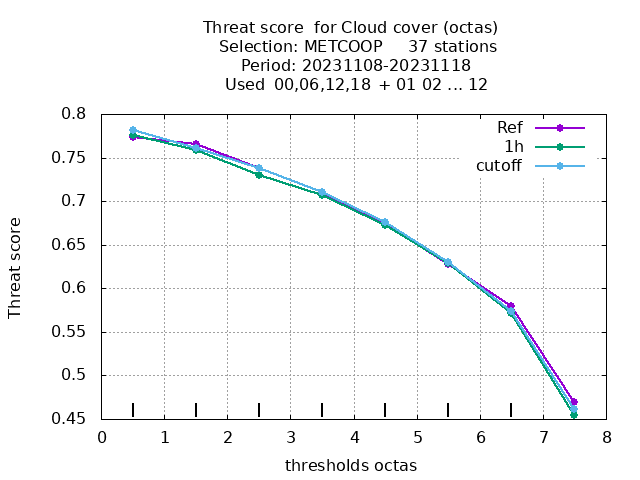 Threat score  for Cloud cover (octas)
Selection: METCOOP     37 stations
Period: 20231108-20231118
Used  00,06,12,18  + 01 02 ... 12
Ref
1h
cutoff
Threat score
0.8
0.75
0.7
0.65
0.6
0.55
0.5
0.45
0 1 2 3 4 5 6 7 8
thresholds octas